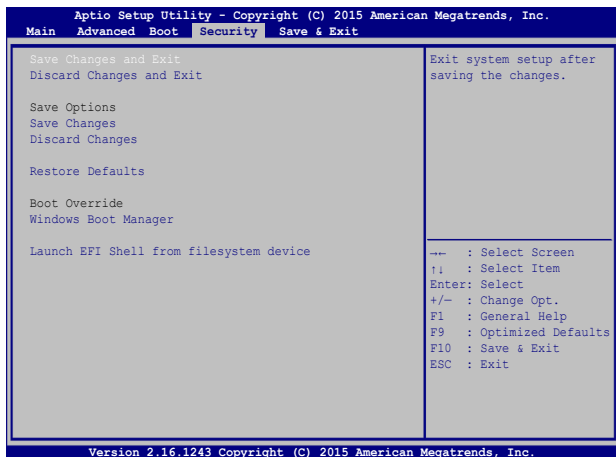 Aptio Setup Utility - Copyright (C) 2015 American Megatrends, Inc.
Main Advanced Boot Security Save & Exit
Save Changes and Exit
Discard Changes and Exit
Save Options
Save Changes
Discard Changes
Restore Defaults
Boot Override
Windows Boot Manager
Launch EFI Shell from filesystem device
Exit system setup after
saving the changes.
→← : Select Screen
↑↓ : Select Item
Enter: Select
+/— : Change Opt.
F1 : General Help
F9 : Optimized Defaults
F10 : Save & Exit
ESC : Exit
Version 2.16.1243 Copyright (C) 2015 American Megatrends, Inc.